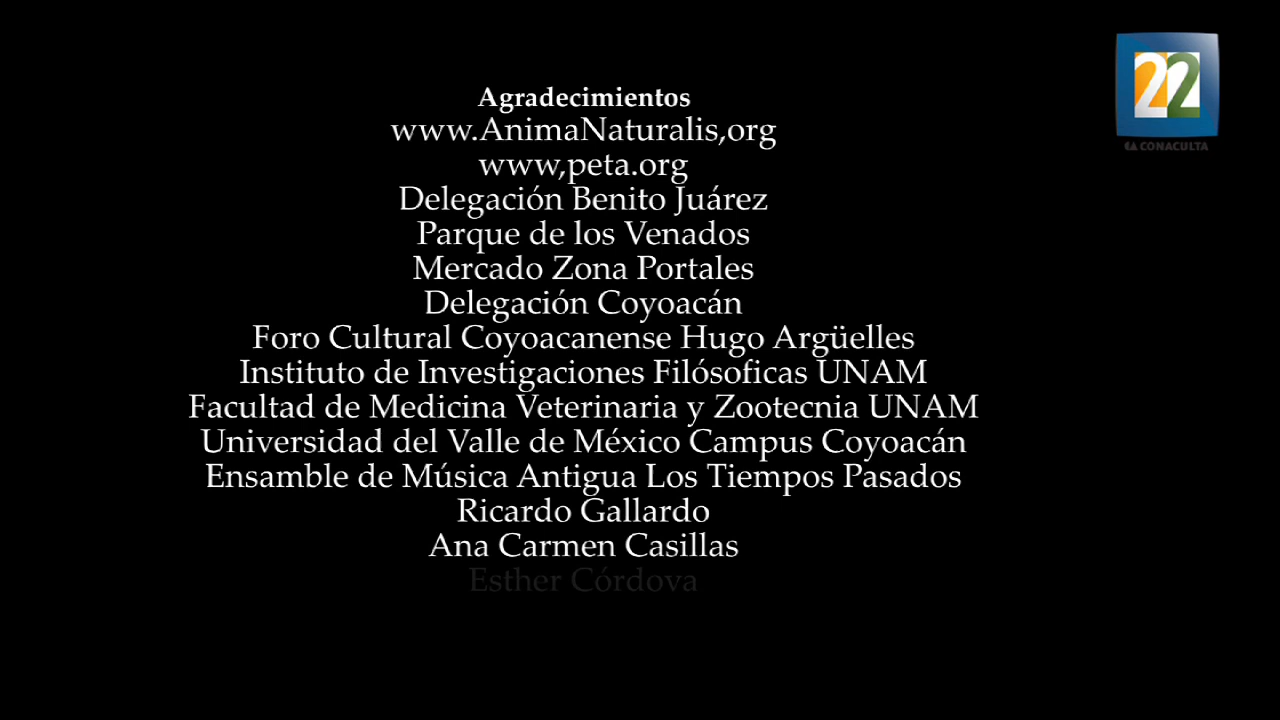 Agradecimientos
www.AnimaNaturalis,org
www,peta.org
Delegación Benito Juárez
Parque de los Venados
Mercado Zona Portales
Delegación Coyoacán
Foro Cultural Coyoacanense Hugo Argüelles
Instituto de Investigaciones Filósoficas UNAM
Facultad de Medicina Veterinaria y Zootecnia UNAM
Universidad del Valle de México Campus Coyoacán
Ensamble de Música Antigua Los Tiempos Pasados
Ricardo Gallardo
Ana Carmen Casillas
Esther Córdova
22
CONACULTA